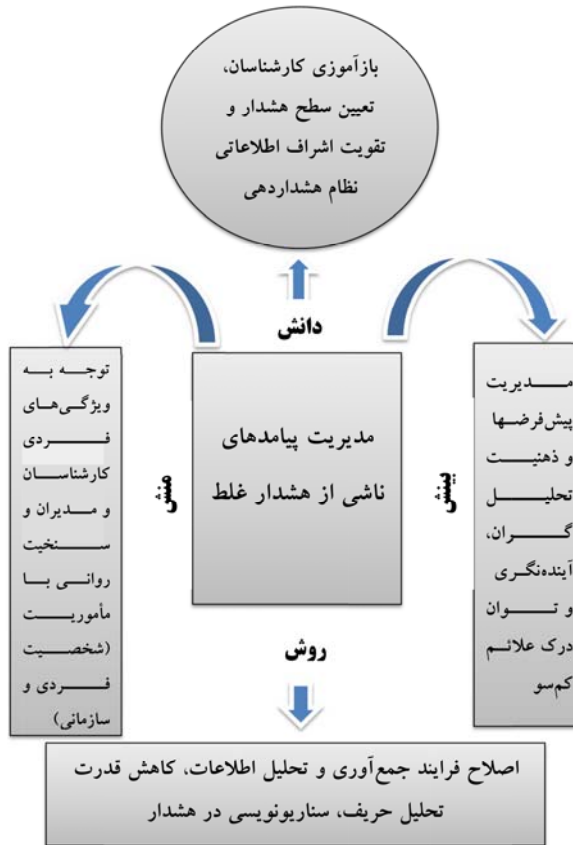 بازآموزی کارشناسان،
تعیین سطح هشدار و
تقویت اشراف اطلاعاتی
نظام هشداردهی
دانش
مدیریت
پیش‌فرضها
و ذهنیت
تحلیل
گران،
آینده‌نگری
و توان
درک علائم
کم‌سو
بینش
مدیریت پیامدهای
ناشی از هشدار غلط
منش
توجه به
ویژگی‌های
فردی
کارشناسان
و مدیران و
سنخیت
روانی با
مأموریت
(شخصیت
فردی و
سازمانی)
روش
اصلاح فرایند جمع‌آوری و تحلیل اطلاعات، کاهش قدرت
تحلیل حریف، سناریونویسی در هشدار